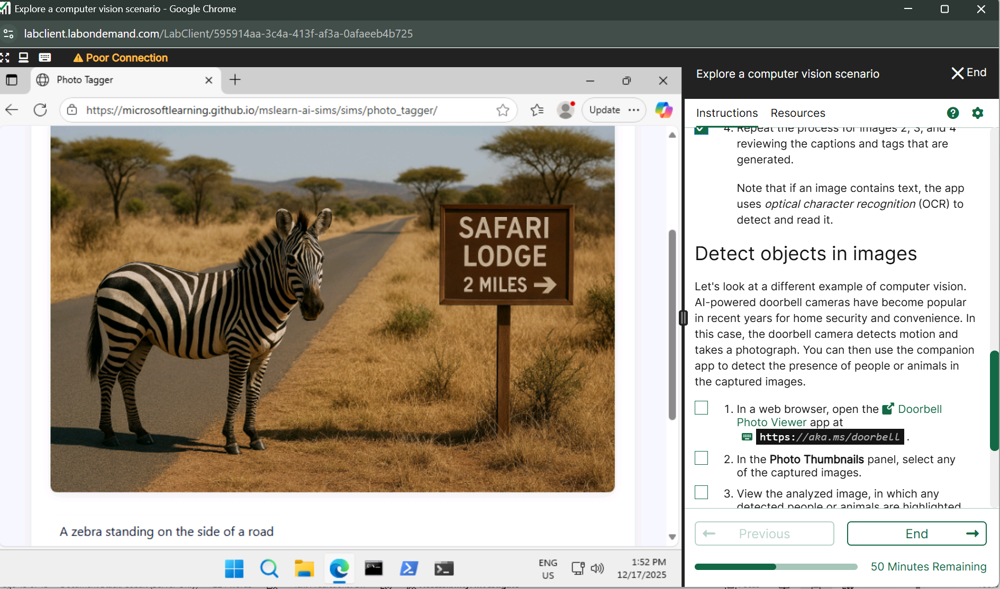 Explore a computer vision scenario - Google Chrome
labclient.labondemand.com/LabClient/595914aa-3c4a-413f-af3a-0afaeeb4b725
Poor Connection
Photo Tagger
https://microsoftlearning.github.io/mslearn-ai-sims/sims/photo_tagger/
Update
SAFARI
LODGE
2 MILES →
A zebra standing on the side of a road
ENG
US
1:52 PM
12/17/2025
Explore a computer vision scenario
End
Instructions
Resources
4. Repeat the process for images 2, 3, and 4
reviewing the captions and tags that are
generated.
Note that if an image contains text, the app
uses optical character recognition (OCR) to
detect and read it.
Detect objects in images
Let's look at a different example of computer vision.
AI-powered doorbell cameras have become popular
in recent years for home security and convenience. In
this case, the doorbell camera detects motion and
takes a photograph. You can then use the companion
app to detect the presence of people or animals in
the captured images.
1. In a web browser, open the Doorbell
Photo Viewer app at
https://aka.ms/doorbell .
2. In the Photo Thumbnails panel, select any
of the captured images.
3. View the analyzed image, in which any
detected people or animals are highlighted
← Previous
End →
50 Minutes Remaining